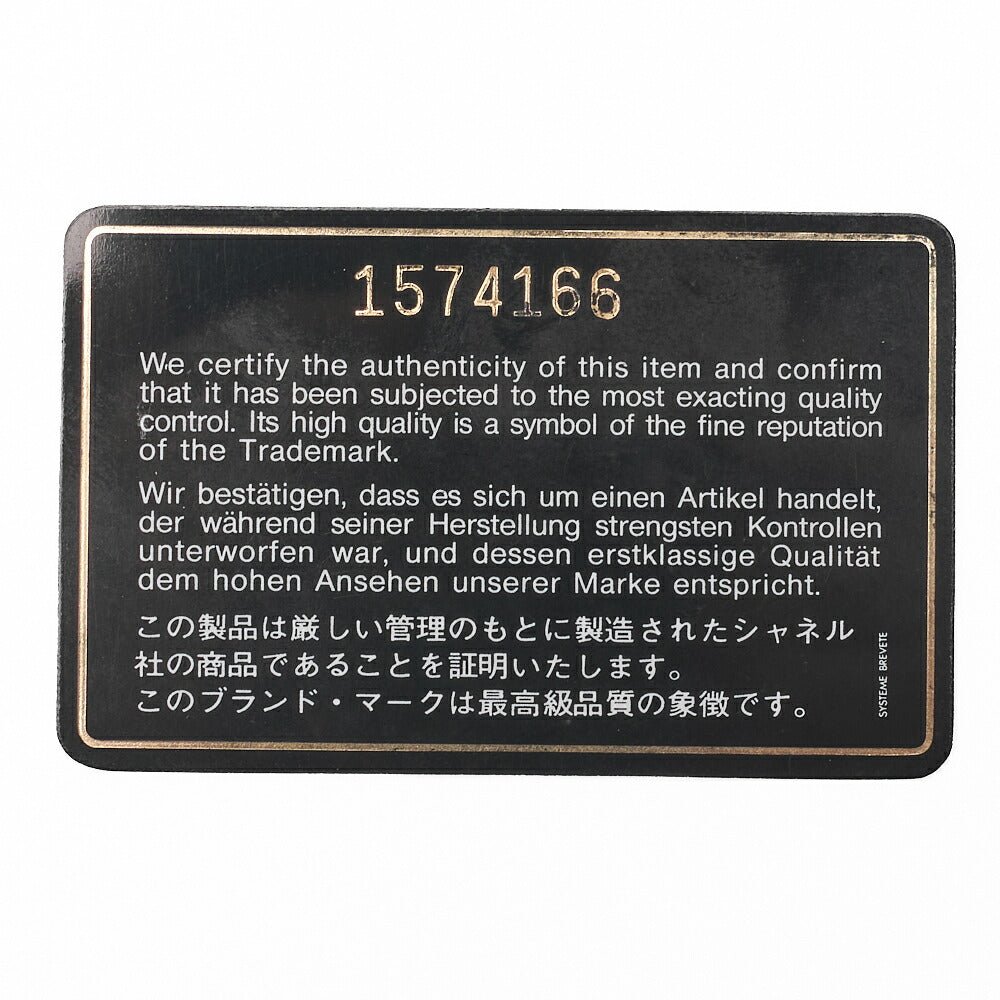 1574166
We certify the authenticity of this item and confirm
that it has been subjected to the most exacting quality
control. Its high quality is a symbol of the fine reputation
of the Trademark.
Wir bestätigen, dass es sich um einen Artikel handelt,
der während seiner Herstellung strengsten Kontrollen
unterworfen war, und dessen erstklassige Qualität
dem hohen Ansehen unserer Marke entspricht.
この製品は厳しい管理のもとに製造されたシャネル
社の商品であることを証明いたします。
このブランド・マークは最高級品質の象徴です。
SYSTEME BREVETE